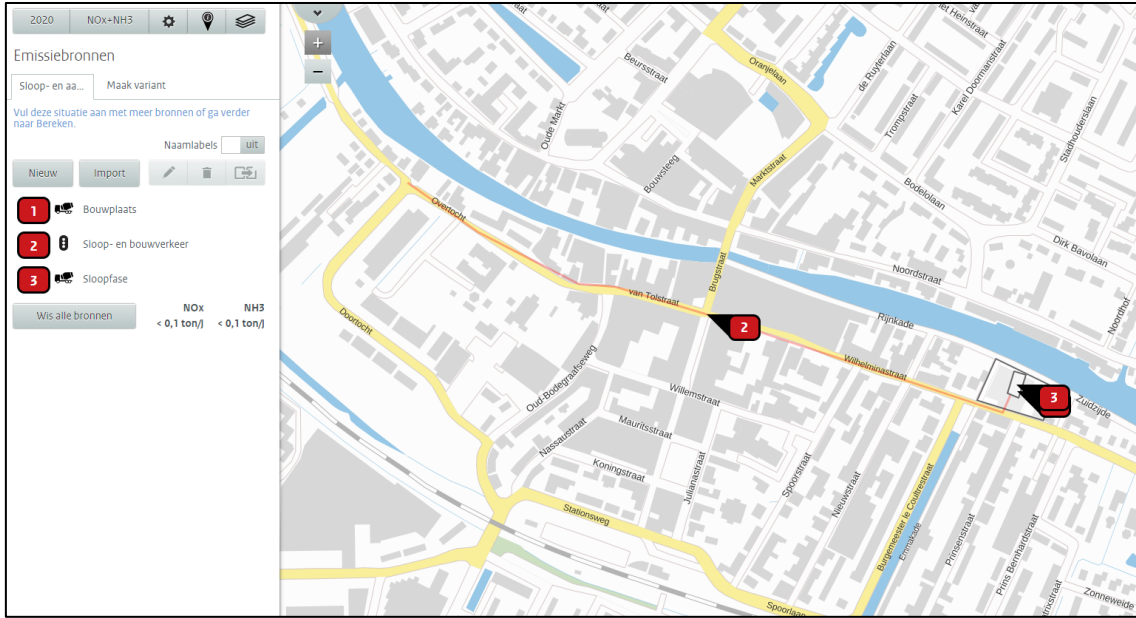 2020
NOx+NH3
Emissiebronnen
Sloop- en aa...
Maak variant
Vul deze situatie aan met meer bronnen of ga verder
naar Bereken.
Naamlabels
uit
Nieuw
Import
1
Bouwplaats
2
Sloop- en bouwverkeer
3
Sloopfase
Wis alle bronnen
NOx
NH3
< 0,1 ton/j
< 0,1 ton/j
+
−
Beursstraat
Oranjelaan
de Ruyterlaan
Piet Heinstraat
Karel Doormanstraat
Trompstraat
Stadhouderslaan
Oude Markt
Bouwsteeg
Marktstraat
Bodelolaan
Dirk Bavolaan
Overtocht
Noordstraat
Noordhof
Brugstraat
van Tolstraat
Rijnkade
Doortocht
2
Wilhelminastraat
3
Zuidzijde
Oud-Bodegraafseweg
Willemstraat
Mauritsstraat
Nassaustraat
Koningstraat
Julianastraat
Spoorstraat
Nieuwstraat
Burgemeester le Coultrestraat
Emmakade
Prinsenstraat
Prins Bernhardstraat
Stationsweg
Zonneweide
Spoorlaan